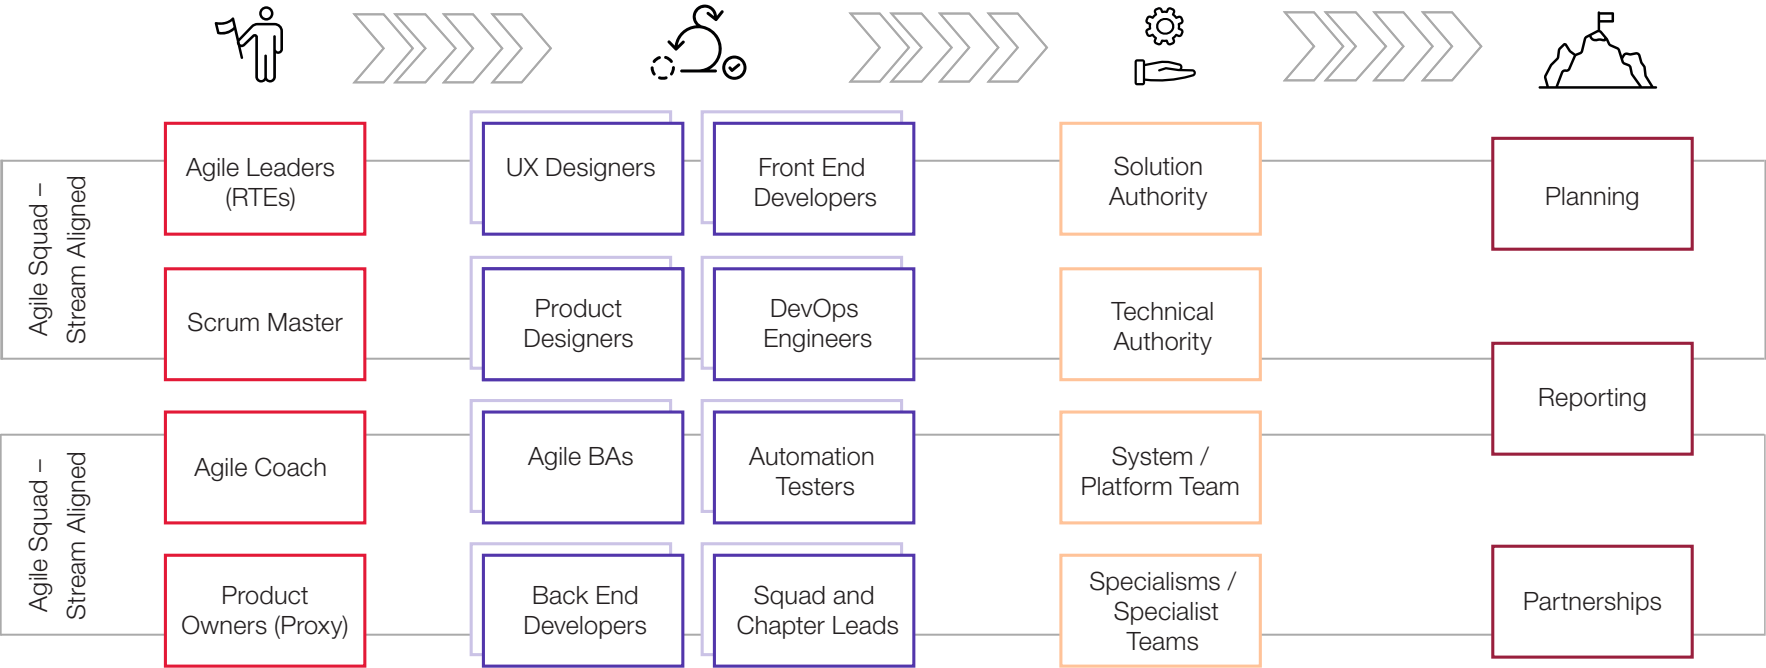 Agile Squad –
Stream Aligned
Agile Squad –
Stream Aligned
Agile Leaders
(RTEs)
Scrum Master
Agile Coach
Product
Owners (Proxy)
UX Designers
Product
Designers
Agile BAs
Back End
Developers
Front End
Developers
DevOps
Engineers
Automation
Testers
Squad and
Chapter Leads
Solution
Authority
Technical
Authority
System /
Platform Team
Specialisms /
Specialist
Teams
Planning
Reporting
Partnerships